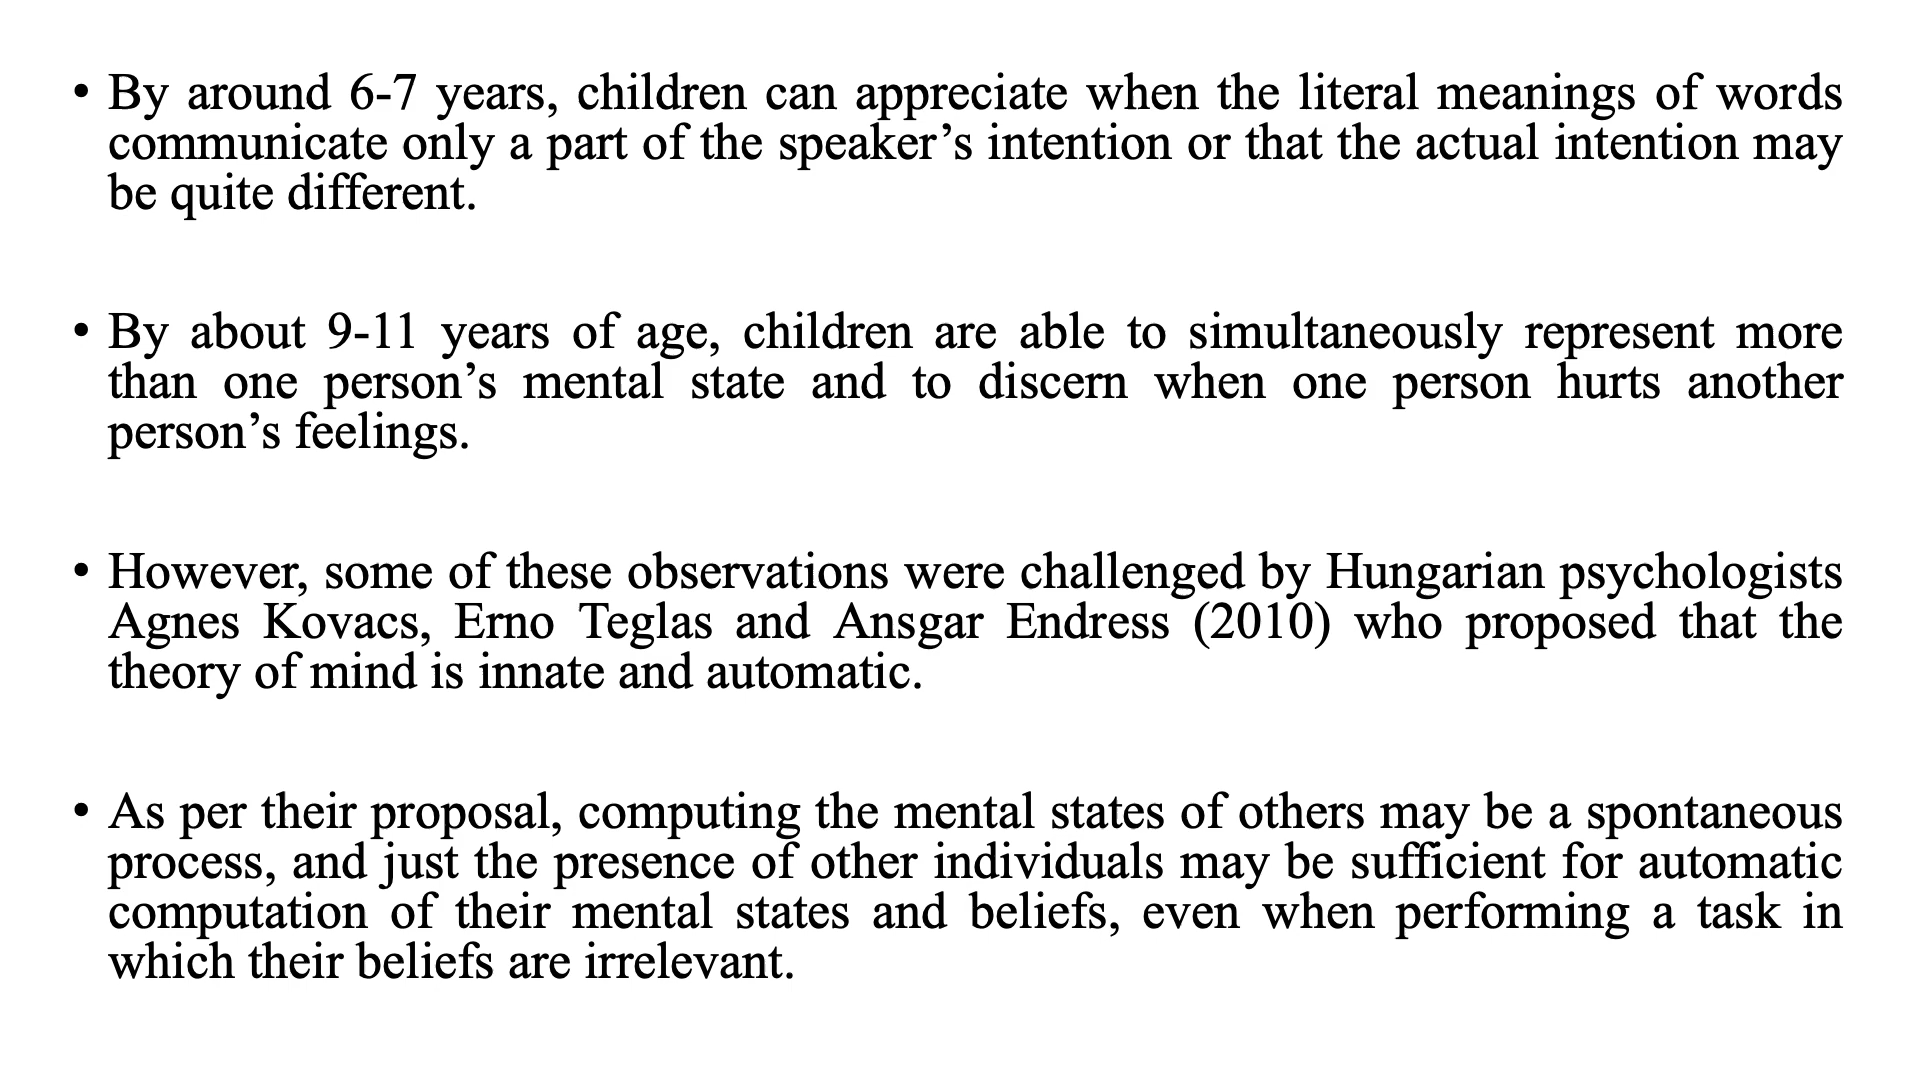 • By around 6-7 years, children can appreciate when the literal meanings of words
communicate only a part of the speaker’s intention or that the actual intention may
be quite different.
• By about 9-11 years of age, children are able to simultaneously represent more
than one person’s mental state and to discern when one person hurts another
person’s feelings.
• However, some of these observations were challenged by Hungarian psychologists
Agnes Kovacs, Erno Teglas and Ansgar Endress (2010) who proposed that the
theory of mind is innate and automatic.
• As per their proposal, computing the mental states of others may be a spontaneous
process, and just the presence of other individuals may be sufficient for automatic
computation of their mental states and beliefs, even when performing a task in
which their beliefs are irrelevant.